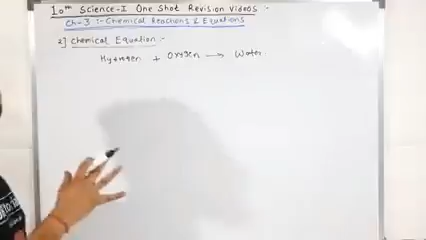 10th Science-I One Shot Revision Videos :-
Ch-3 :- Chemical Reactions & Equations
2] Chemical Equation :-
Hydrogen + Oxygen ⟶ Water